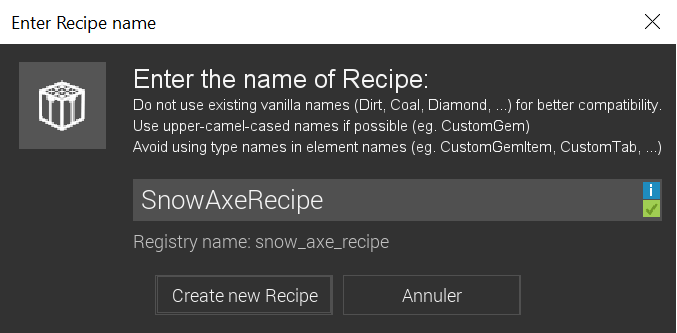 Enter Recipe name
Enter the name of Recipe:
Do not use existing vanilla names (Dirt, Coal, Diamond, ...) for better compatibility.
Use upper-camel-cased names if possible (eg. CustomGem)
Avoid using type names in element names (eg. CustomGemItem, CustomTab, ...)
SnowAxeRecipe
Registry name: snow_axe_recipe
Create new Recipe
Annuler